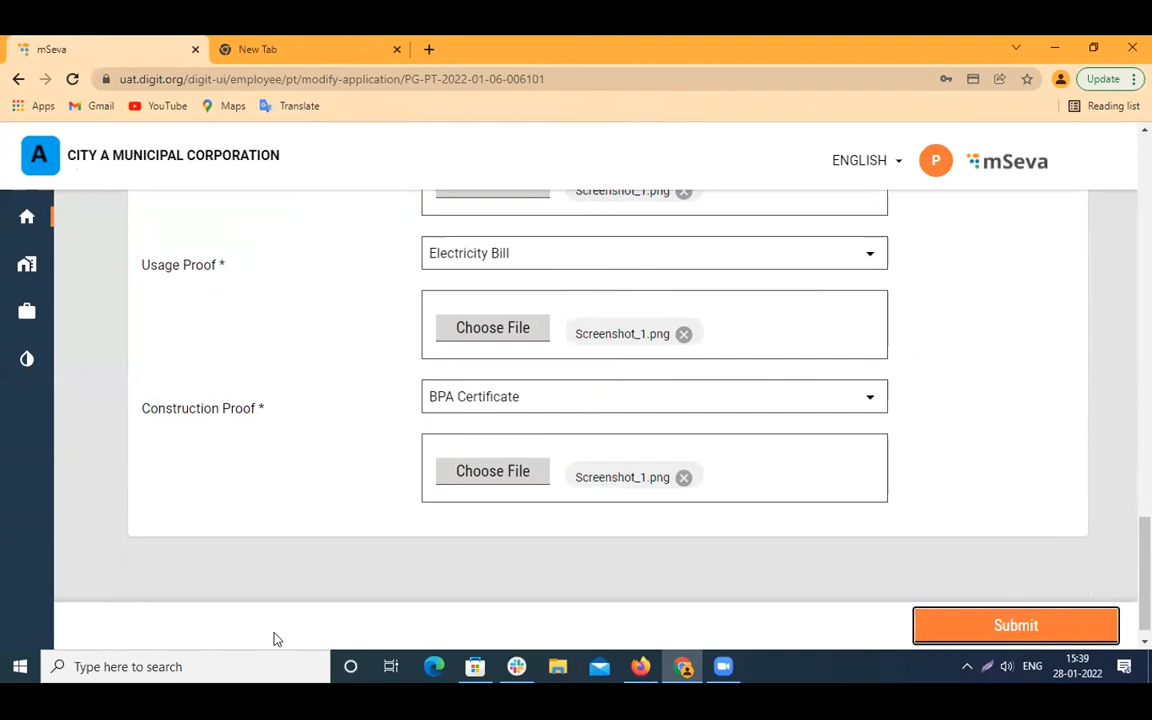 mSeva
New Tab
uat.digit.org/digit-ui/employee/pt/modify-application/PG-PT-2022-01-06-006101
Update
Apps
Gmail
YouTube
Maps
Translate
Reading list
A
CITY A MUNICIPAL CORPORATION
ENGLISH
P
mSeva
Screenshot_1.png
Usage Proof *
Electricity Bill
Choose File
Screenshot_1.png
Construction Proof *
BPA Certificate
Choose File
Screenshot_1.png
Submit
Type here to search
ENG
15:39
28-01-2022